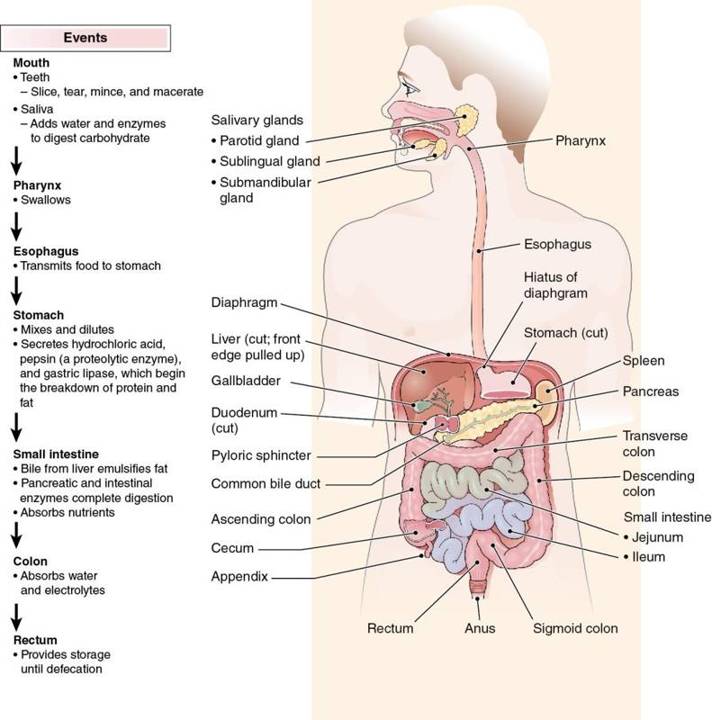 Events
Mouth
• Teeth
– Slice, tear, mince, and macerate
• Saliva
– Adds water and enzymes
to digest carbohydrate
Pharynx
• Swallows
Esophagus
• Transmits food to stomach
Stomach
• Mixes and dilutes
• Secretes hydrochloric acid,
pepsin (a proteolytic enzyme),
and gastric lipase, which begin
the breakdown of protein and
fat
Small intestine
• Bile from liver emulsifies fat
• Pancreatic and intestinal
enzymes complete digestion
• Absorbs nutrients
Colon
• Absorbs water
and electrolytes
Rectum
• Provides storage
until defecation
Salivary glands
• Parotid gland
• Sublingual gland
• Submandibular
gland
Diaphragm
Liver (cut; front
edge pulled up)
Gallbladder
Duodenum
(cut)
Pyloric sphincter
Common bile duct
Ascending colon
Cecum
Appendix
Pharynx
Esophagus
Hiatus of
diaphgram
Stomach (cut)
Spleen
Pancreas
Transverse
colon
Descending
colon
Small intestine
• Jejunum
• Ileum
Rectum
Anus
Sigmoid colon